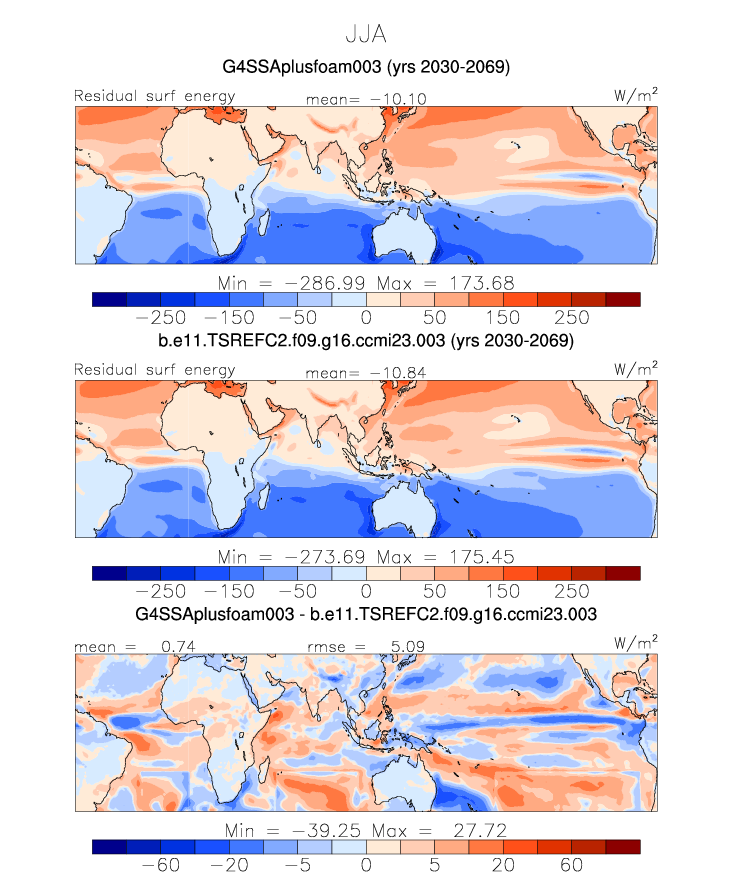 JJA
G4SSAplusfoam003 (yrs 2030-2069)
Residual surf energy mean= −10.10 W/m²
Min = −286.99 Max = 173.68
−250 −150 −50 0 50 150 250
b.e11.TSREFC2.f09.g16.ccmi23.003 (yrs 2030-2069)
Residual surf energy mean= −10.84 W/m²
Min = −273.69 Max = 175.45
−250 −150 −50 0 50 150 250
G4SSAplusfoam003 - b.e11.TSREFC2.f09.g16.ccmi23.003
mean = 0.74 rmse = 5.09 W/m²
Min = −39.25 Max = 27.72
−60 −20 −5 0 5 20 60